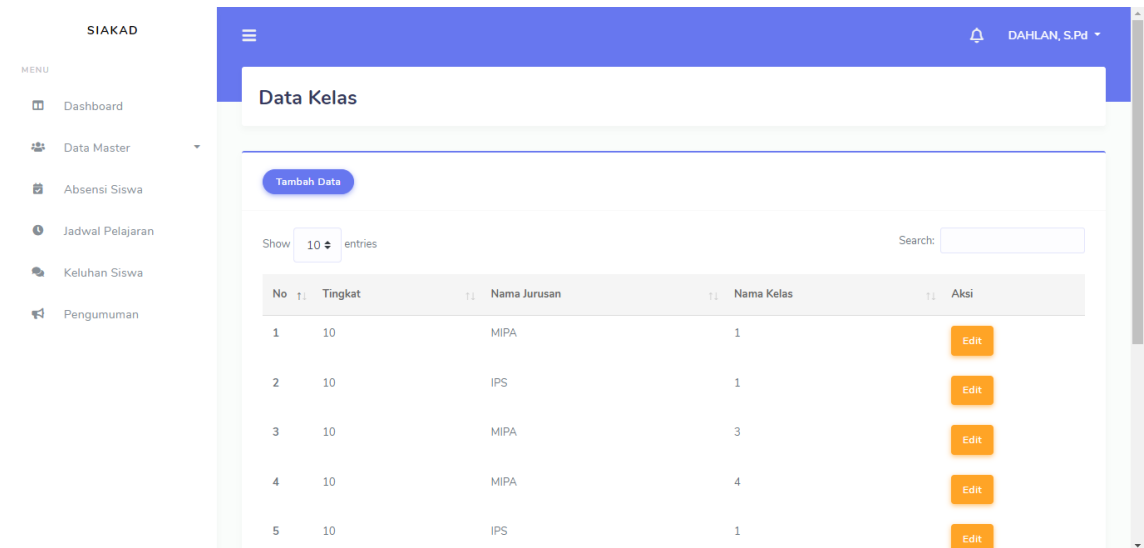 SIAKAD
DAHLAN, S.Pd
MENU
Dashboard
Data Master
Absensi Siswa
Jadwal Pelajaran
Keluhan Siswa
Pengumuman
Data Kelas
Tambah Data
Show 10 entries
Search:
No Tingkat Nama Jurusan Nama Kelas Aksi
1 10 MIPA 1 Edit
2 10 IPS 1 Edit
3 10 MIPA 3 Edit
4 10 MIPA 4 Edit
5 10 IPS 1 Edit